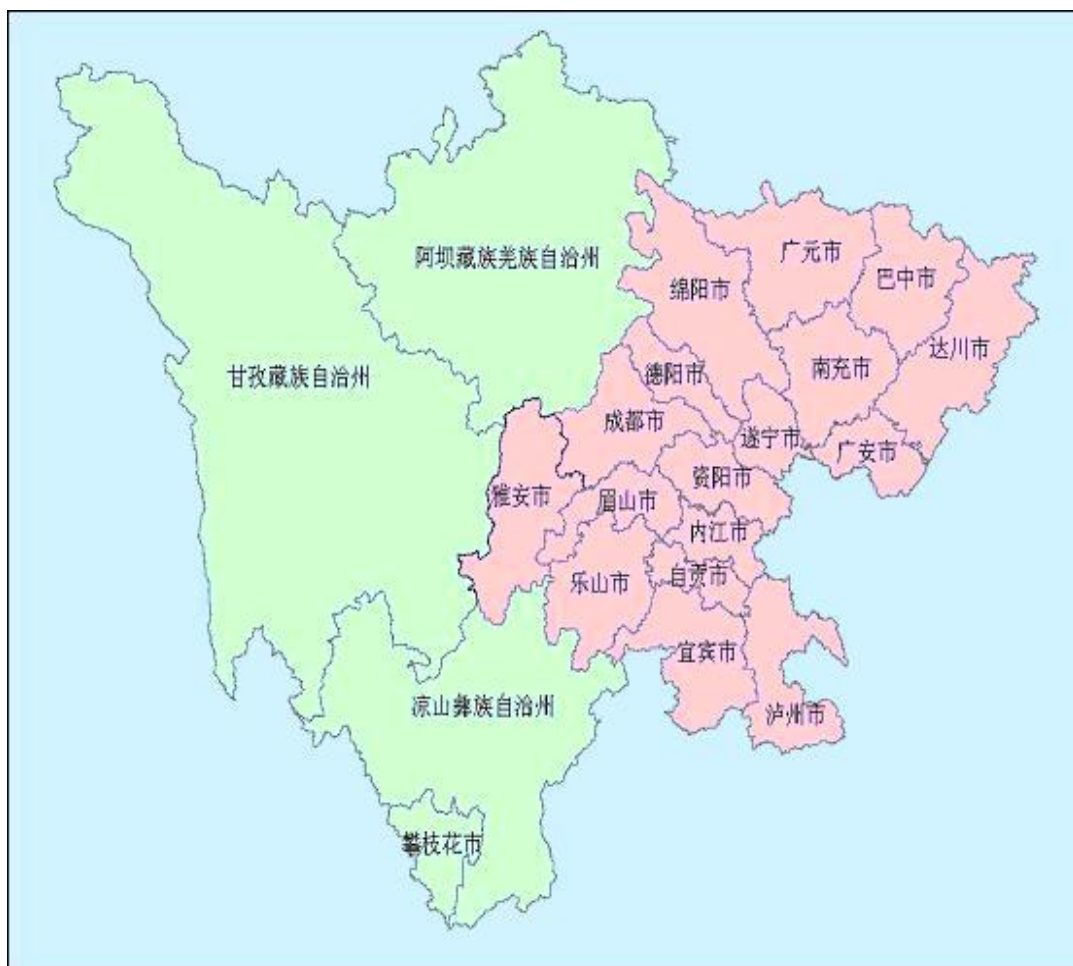 阿坝藏族羌族自治州
广元市
巴中市
绵阳市
达川市
甘孜藏族自治州
德阳市
南充市
成都市
遂宁市
广安市
资阳市
雅安市
眉山市
内江市
自贡市
乐山市
宜宾市
凉山彝族自治州
泸州市
攀枝花市